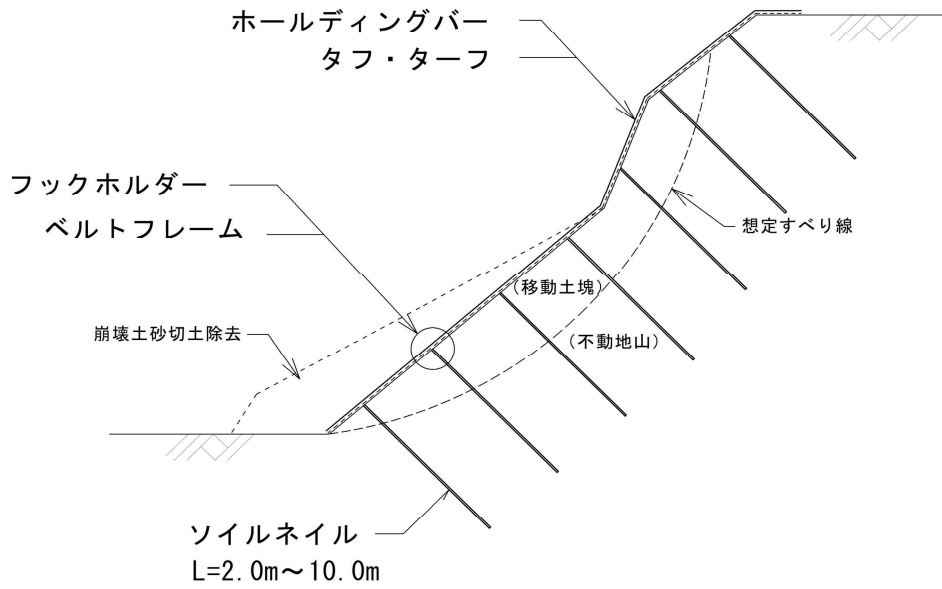 ホールディングバー
タフ・ターフ
フックホルダー
ベルトフレーム
想定すべり線
(移動土塊)
崩壊土砂切土除去
(不動地山)
ソイルネイル
L=2.0m～10.0m